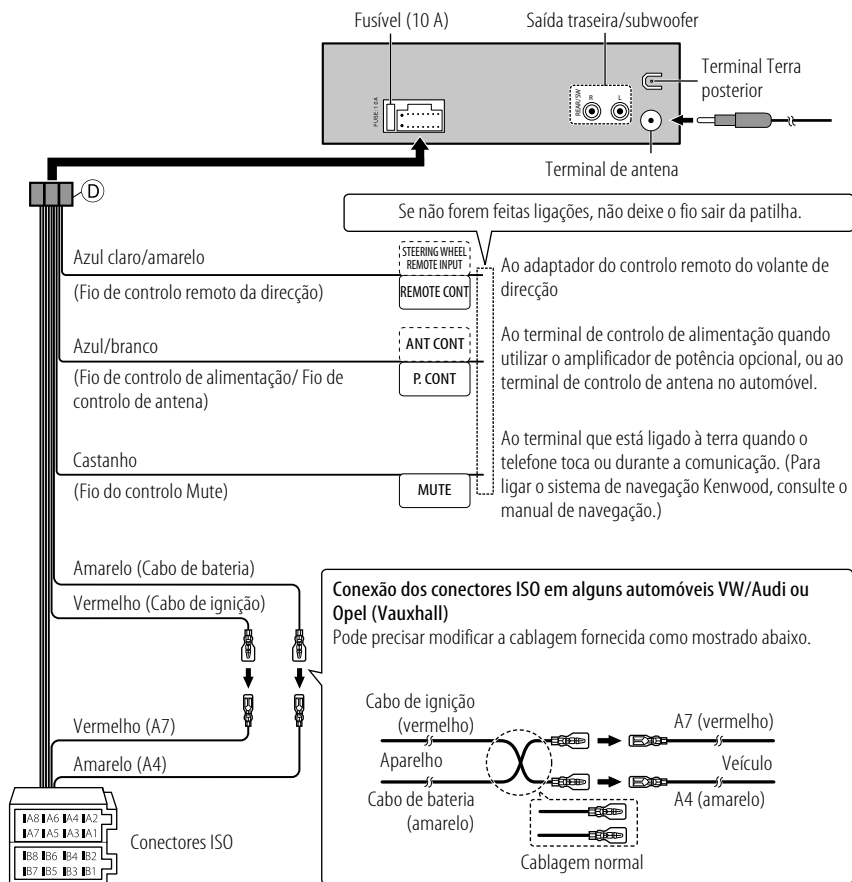 Fusível (10 A)
Saída traseira/subwoofer
Terminal Terra
posterior
FUSE:10A
REAR/SW
R
L
Terminal de antena
D
Se não forem feitas ligações, não deixe o fio sair da patilha.
Azul claro/amarelo
(Fio de controlo remoto da direcção)
STEERING WHEEL
REMOTE INPUT
REMOTE CONT
Ao adaptador do controlo remoto do volante de
direcção
Azul/branco
(Fio de controlo de alimentação/ Fio de
controlo de antena)
ANT CONT
P. CONT
Ao terminal de controlo de alimentação quando
utilizar o amplificador de potência opcional, ou ao
terminal de controlo de antena no automóvel.
Castanho
(Fio do controlo Mute)
MUTE
Ao terminal que está ligado à terra quando o
telefone toca ou durante a comunicação. (Para
ligar o sistema de navegação Kenwood, consulte o
manual de navegação.)
Amarelo (Cabo de bateria)
Vermelho (Cabo de ignição)
Vermelho (A7)
Amarelo (A4)
A8 A6 A4 A2
A7 A5 A3 A1
B8 B6 B4 B2
B7 B5 B3 B1
Conectores ISO
Conexão dos conectores ISO em alguns automóveis VW/Audi ou
Opel (Vauxhall)
Pode precisar modificar a cablagem fornecida como mostrado abaixo.
Cabo de ignição
(vermelho)
A7 (vermelho)
Aparelho
Veículo
Cabo de bateria
(amarelo)
A4 (amarelo)
Cablagem normal